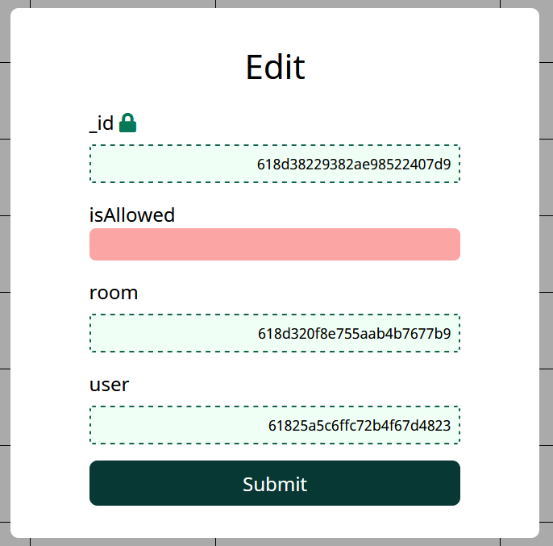 Edit
_id
618d38229382ae98522407d9
isAllowed
room
618d320f8e755aab4b7677b9
user
61825a5c6ffc72b4f67d4823
Submit